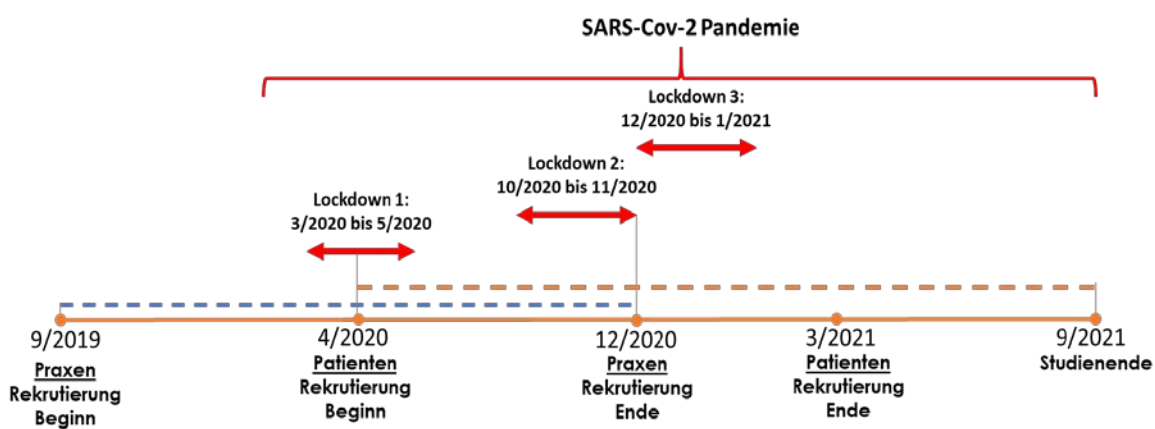 SARS-Cov-2 Pandemie
Lockdown 3:
12/2020 bis 1/2021
Lockdown 2:
10/2020 bis 11/2020
Lockdown 1:
3/2020 bis 5/2020
9/2019
Praxen
Rekrutierung
Beginn
4/2020
Patienten
Rekrutierung
Beginn
12/2020
Praxen
Rekrutierung
Ende
3/2021
Patienten
Rekrutierung
Ende
9/2021
Studienende